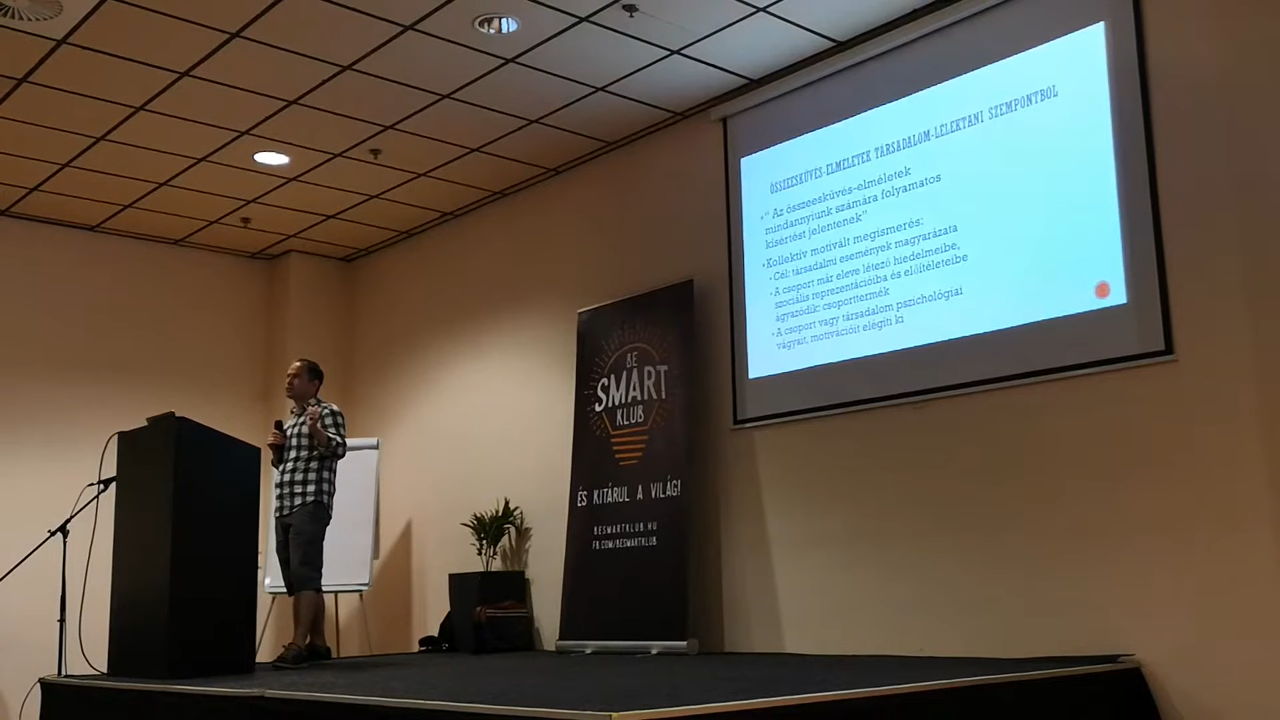 ÖSSZEESKÜVÉS-ELMÉLETEK TÁRSADALOM-LÉLEKTANI SZEMPONTBÓL
" Az összeesküvés-elméletek
mindannyiunk számára folyamatos
kísértést jelentenek"
Kollektív motivált megismerés:
Cél: társadalmi események magyarázata
A csoport már eleve létező hiedelmeibe,
szociális reprezentációiba és előítéleteibe
ágyazódik: csoporttermék
A csoport vagy társadalom pszichológiai
vágyait, motivációit elégíti ki
BE
SMART
KLUB
ÉS KITÁRUL A VILÁG!
BESMARTKLUB.HU
FB.COM/BESMARTKLUB